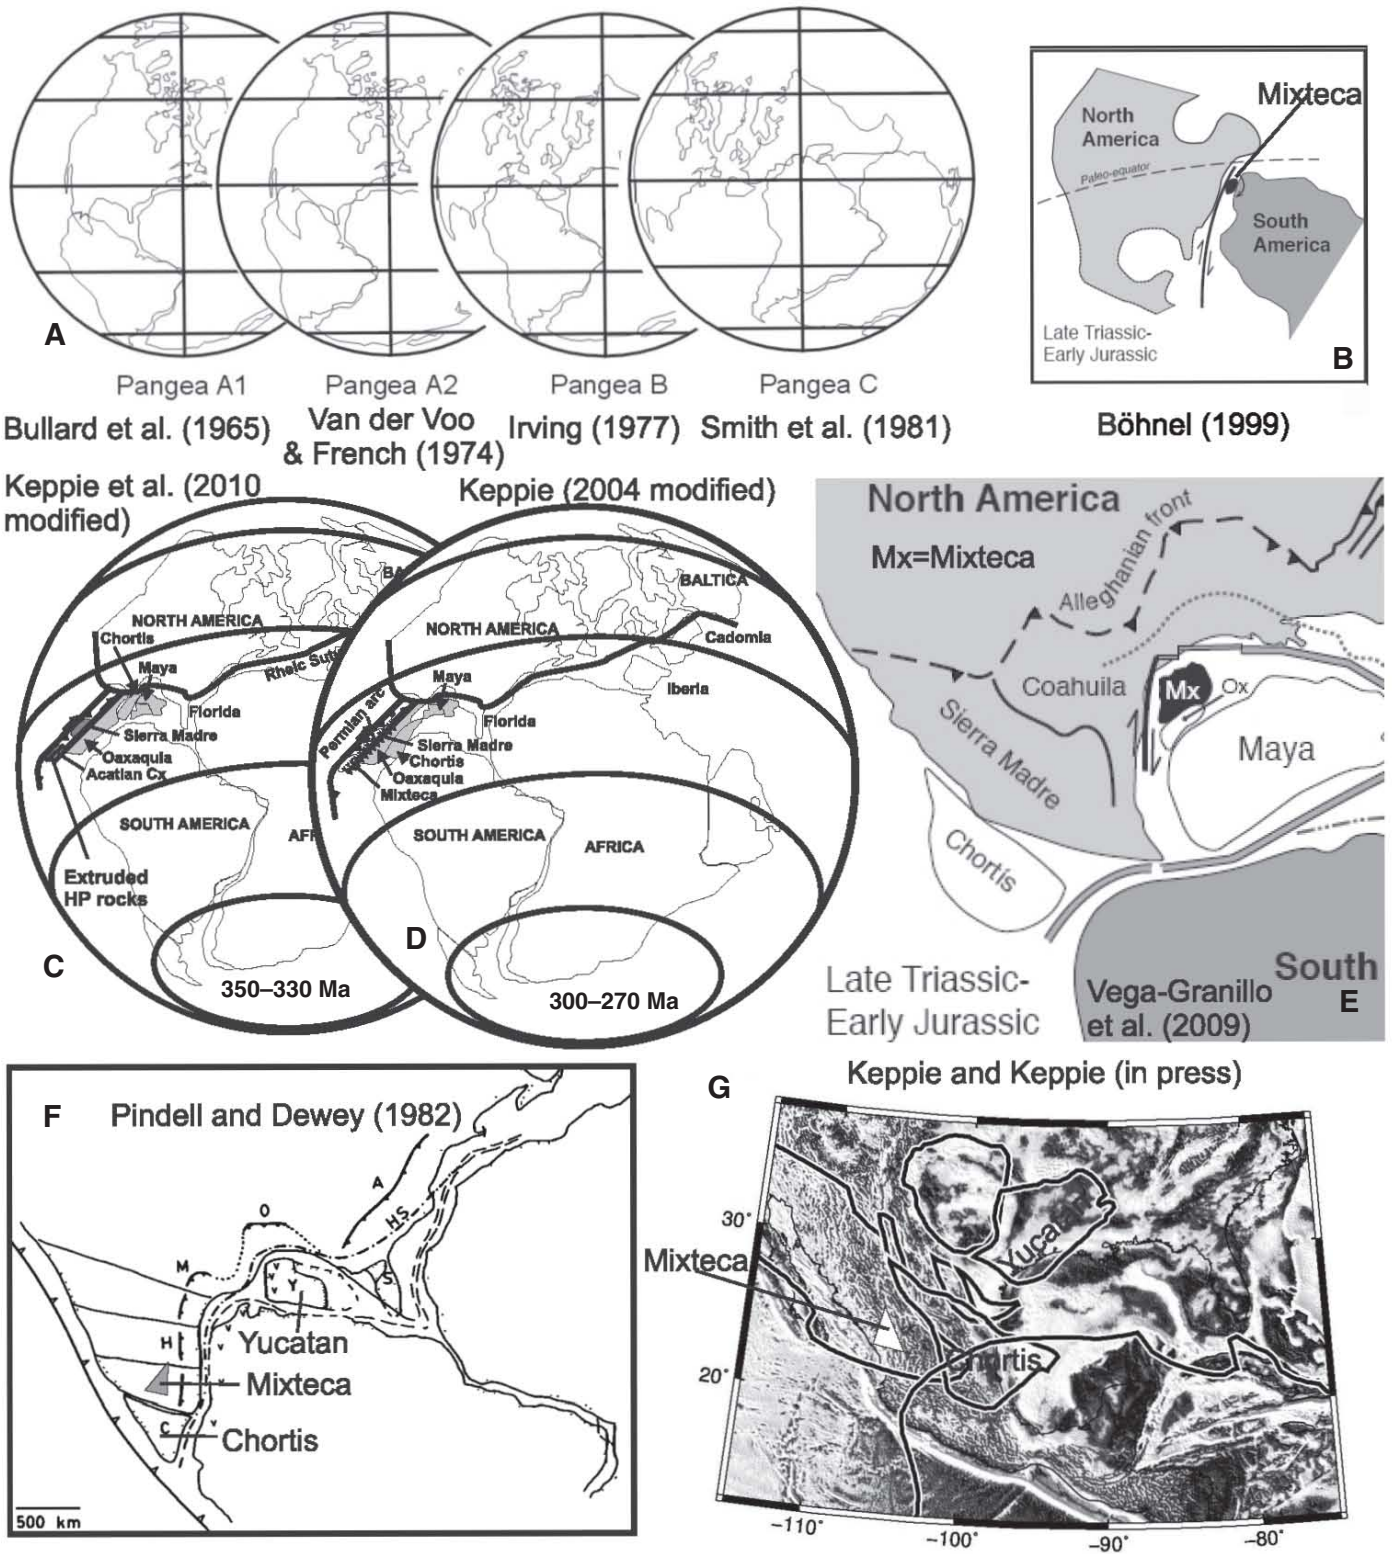 A
Pangea A1
Pangea A2
Pangea B
Pangea C
Bullard et al. (1965)
Van der Voo
& French (1974)
Irving (1977)
Smith et al. (1981)
Mixteca
North
America
Paleo-equator
South
America
Late Triassic-
Early Jurassic
B
Böhnel (1999)
Keppie et al. (2010
modified)
BA
NORTH AMERICA
Chortis
Maya
Rheic Sut
Florida
Sierra Madre
Oaxaquia
Acatlan Cx
SOUTH AMERICA
AFR
Extruded
HP rocks
C
350–330 Ma
Keppie (2004 modified)
BALTICA
NORTH AMERICA
Cadomia
Maya
Iberia
Permian arc
Florida
Sierra Madre
Chortis
Oaxaquia
Mixteca
SOUTH AMERICA
AFRICA
D
300–270 Ma
North America
Mx=Mixteca
Alleghanian front
Coahuila
Mx
Ox
Sierra Madre
Maya
Chortis
Late Triassic-
Early Jurassic
South
Vega-Granillo
et al. (2009)
E
F
Pindell and Dewey (1982)
A
HS
O
M
Y
S
v
v
v
v
v
v
v
H
Yucatan
Mixteca
C
Chortis
500 km
G
Keppie and Keppie (in press)
30°
Mixteca
Yuca
20°
Chortis
-110°
-100°
-90°
-80°